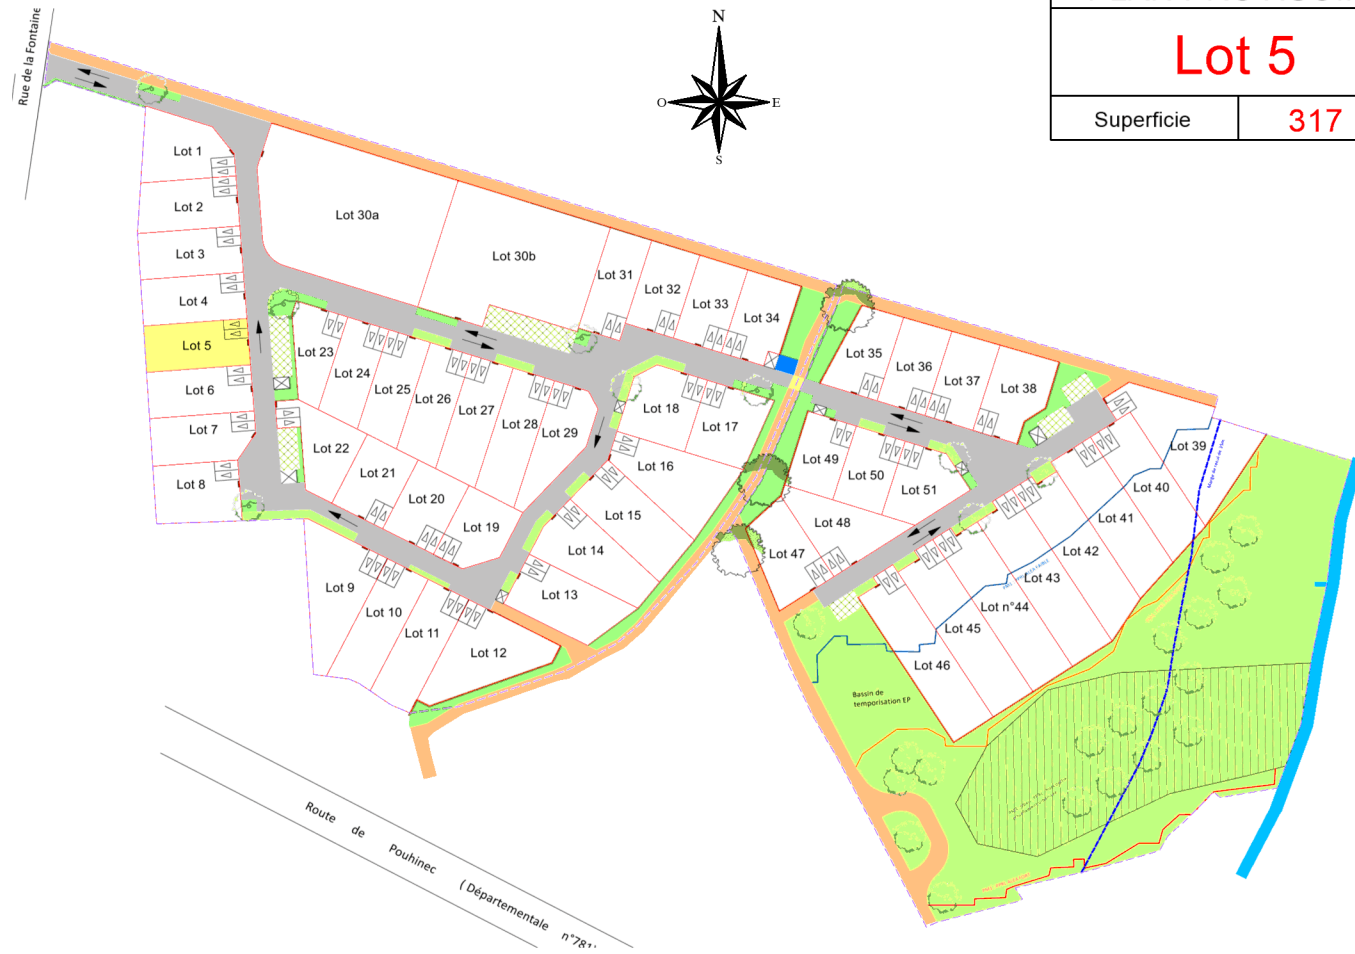 Lot 5
Superficie
317
N
O
E
S
Rue de la Fontaine
Lot 1
Lot 2
Lot 3
Lot 4
Lot 5
Lot 6
Lot 7
Lot 8
Lot 30a
Lot 30b
Lot 31
Lot 32
Lot 33
Lot 34
Lot 35
Lot 36
Lot 37
Lot 38
Lot 39
Lot 40
Lot 41
Lot 42
Lot 43
Lot n°44
Lot 45
Lot 46
Lot 23
Lot 24
Lot 25
Lot 26
Lot 27
Lot 28
Lot 29
Lot 22
Lot 21
Lot 20
Lot 19
Lot 18
Lot 17
Lot 16
Lot 15
Lot 14
Lot 13
Lot 49
Lot 50
Lot 51
Lot 48
Lot 47
Lot 9
Lot 10
Lot 11
Lot 12
Bassin de
temporisation EP
Route de Pouhinec (Départementale n°781